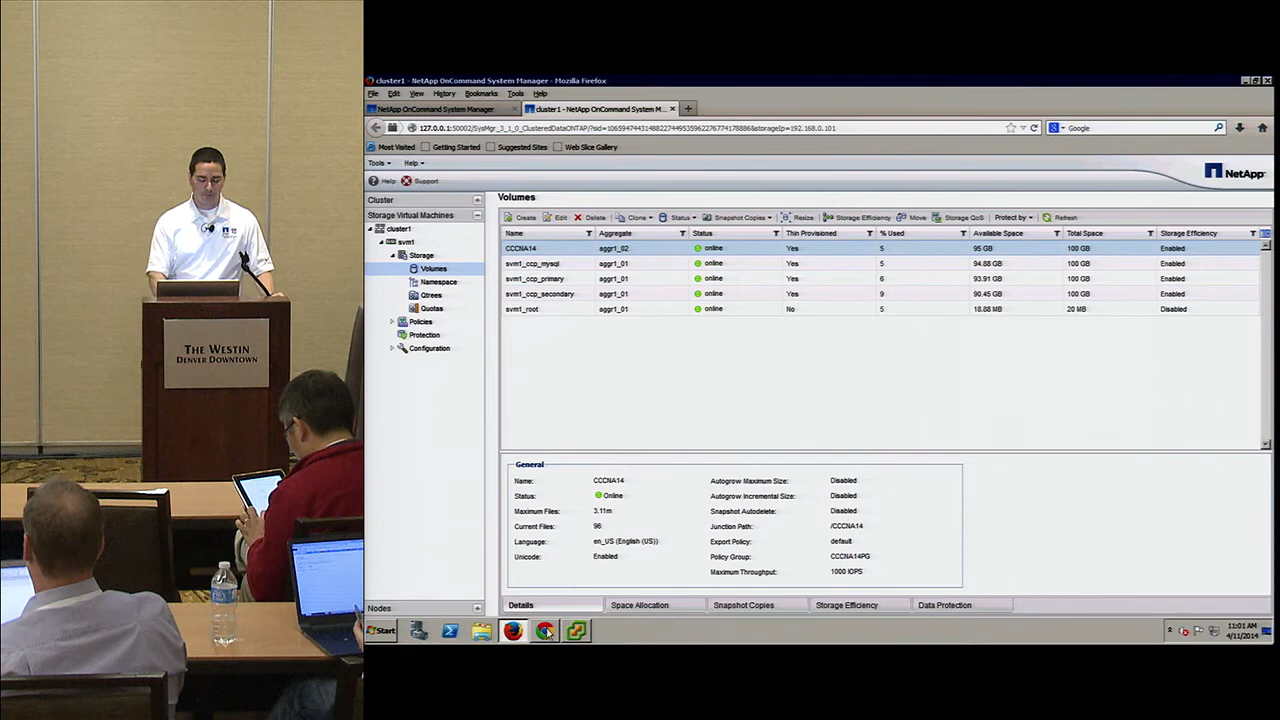 THE WESTIN
DENVER DOWNTOWN
cluster1 - NetApp OnCommand System Manager - Mozilla Firefox
File Edit View History Bookmarks Tools Help
NetApp OnCommand System Manager
cluster1 - NetApp OnCommand System M...
Google
Most Visited Getting Started Suggested Sites Web Slice Gallery
Tools Help
NetApp
Help Support
Cluster
Storage Virtual Machines
cluster1
svm1
Storage
Volumes
Namespace
Qtrees
Quotas
Policies
Protection
Configuration
Nodes
Volumes
Create Edit Delete Clone Status Snapshot Copies Resize Storage Efficiency Move Storage QoS Protect by Refresh
Name Aggregate Status Thin Provisioned % Used Available Space Total Space Storage Efficiency
CCCNA14 aggr1_02 online Yes 5 95 GB 100 GB Enabled
svm1_ccp_mysql aggr1_01 online Yes 5 94.88 GB 100 GB Enabled
svm1_ccp_primary aggr1_01 online Yes 6 93.91 GB 100 GB Enabled
svm1_ccp_secondary aggr1_01 online Yes 9 90.45 GB 100 GB Enabled
svm1_root aggr1_01 online No 5 18.88 MB 20 MB Disabled
General
Name: CCCNA14 Autogrow Maximum Size: Disabled
Status: Online Autogrow Incremental Size: Disabled
Maximum Files: 3.11m Snapshot Autodelete: Disabled
Current Files: 96 Junction Path: /CCCNA14
Language: en_US (English (US)) Export Policy: default
Unicode: Enabled Policy Group: CCCNA14PG
Maximum Throughput: 1000 IOPS
Details Space Allocation Snapshot Copies Storage Efficiency Data Protection
Start
11:01 AM
4/11/2014